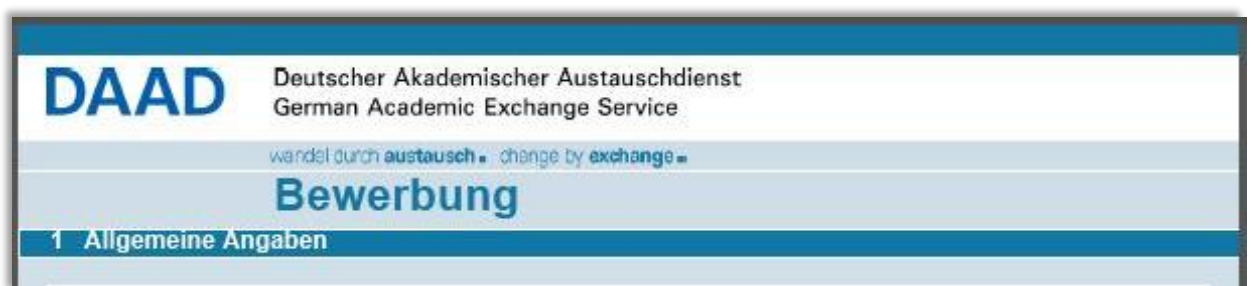 DAAD
Deutscher Akademischer Austauschdienst
German Academic Exchange Service
wandel durch austausch. change by exchange.
Bewerbung
1 Allgemeine Angaben